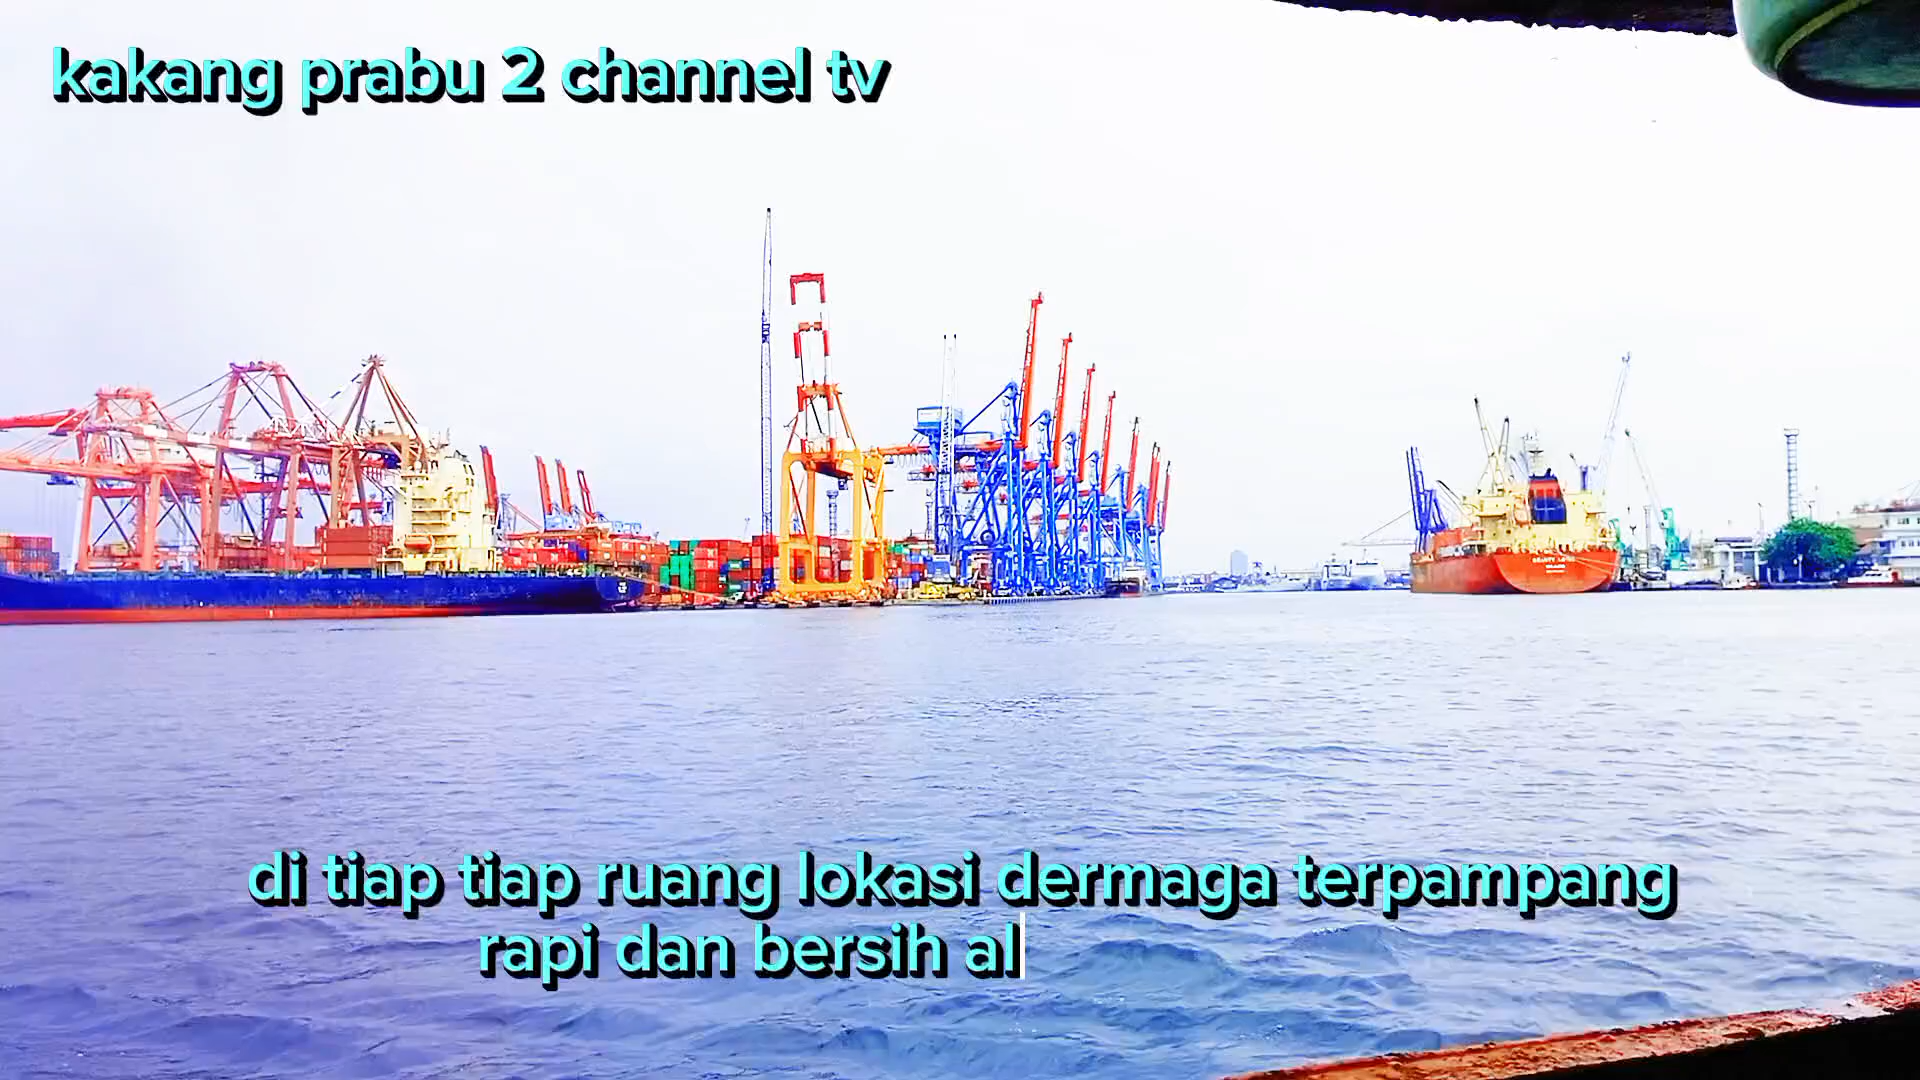 kakang prabu 2 channel tv
di tiap tiap ruang lokasi dermaga terpampang
rapi dan bersih al